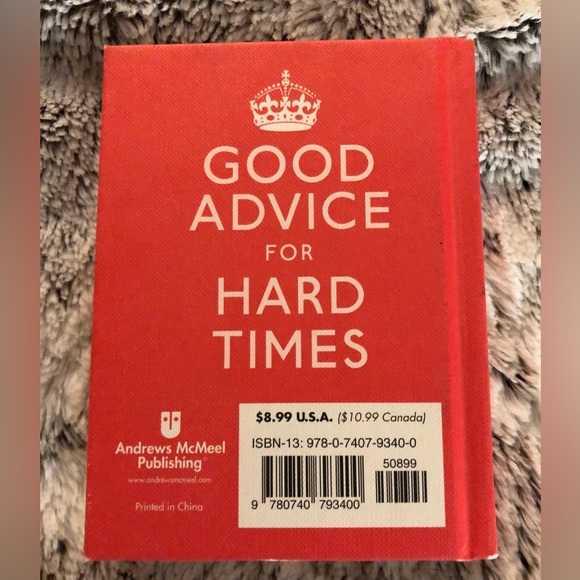 GOOD
ADVICE
FOR
HARD
TIMES
$8.99 U.S.A. ($10.99 Canada)
ISBN-13: 978-0-7407-9340-0
50899
9 780740 793400
Andrews McMeel
Publishing®
www.andrewsmcmeel.com
Printed in China